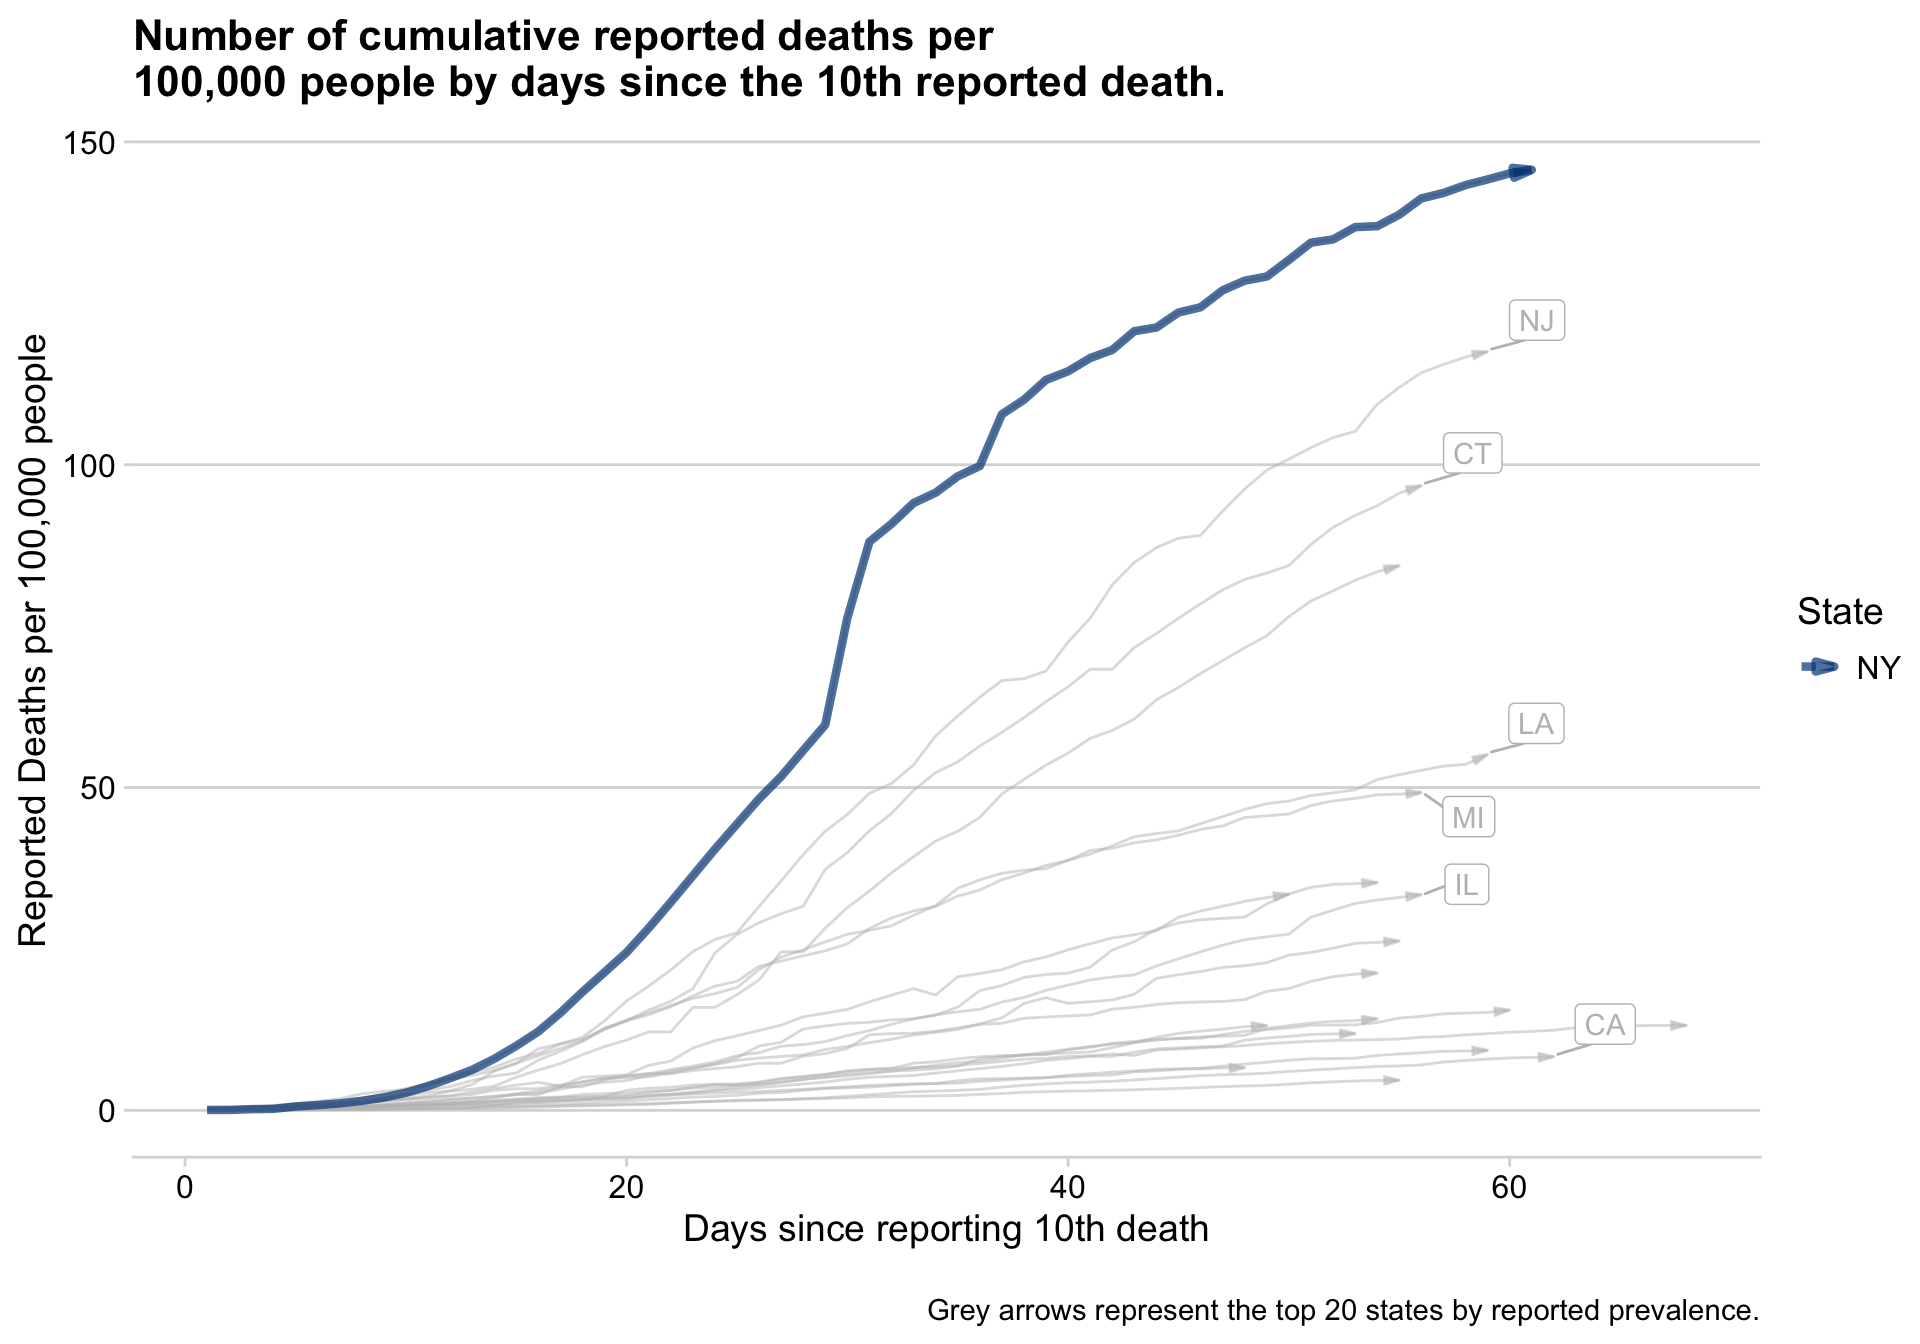 Number of cumulative reported deaths per
100,000 people by days since the 10th reported death.
Reported Deaths per 100,000 people
150
100
50
0
NJ
CT
LA
MI
IL
CA
State
NY
0
20
40
60
Days since reporting 10th death
Grey arrows represent the top 20 states by reported prevalence.